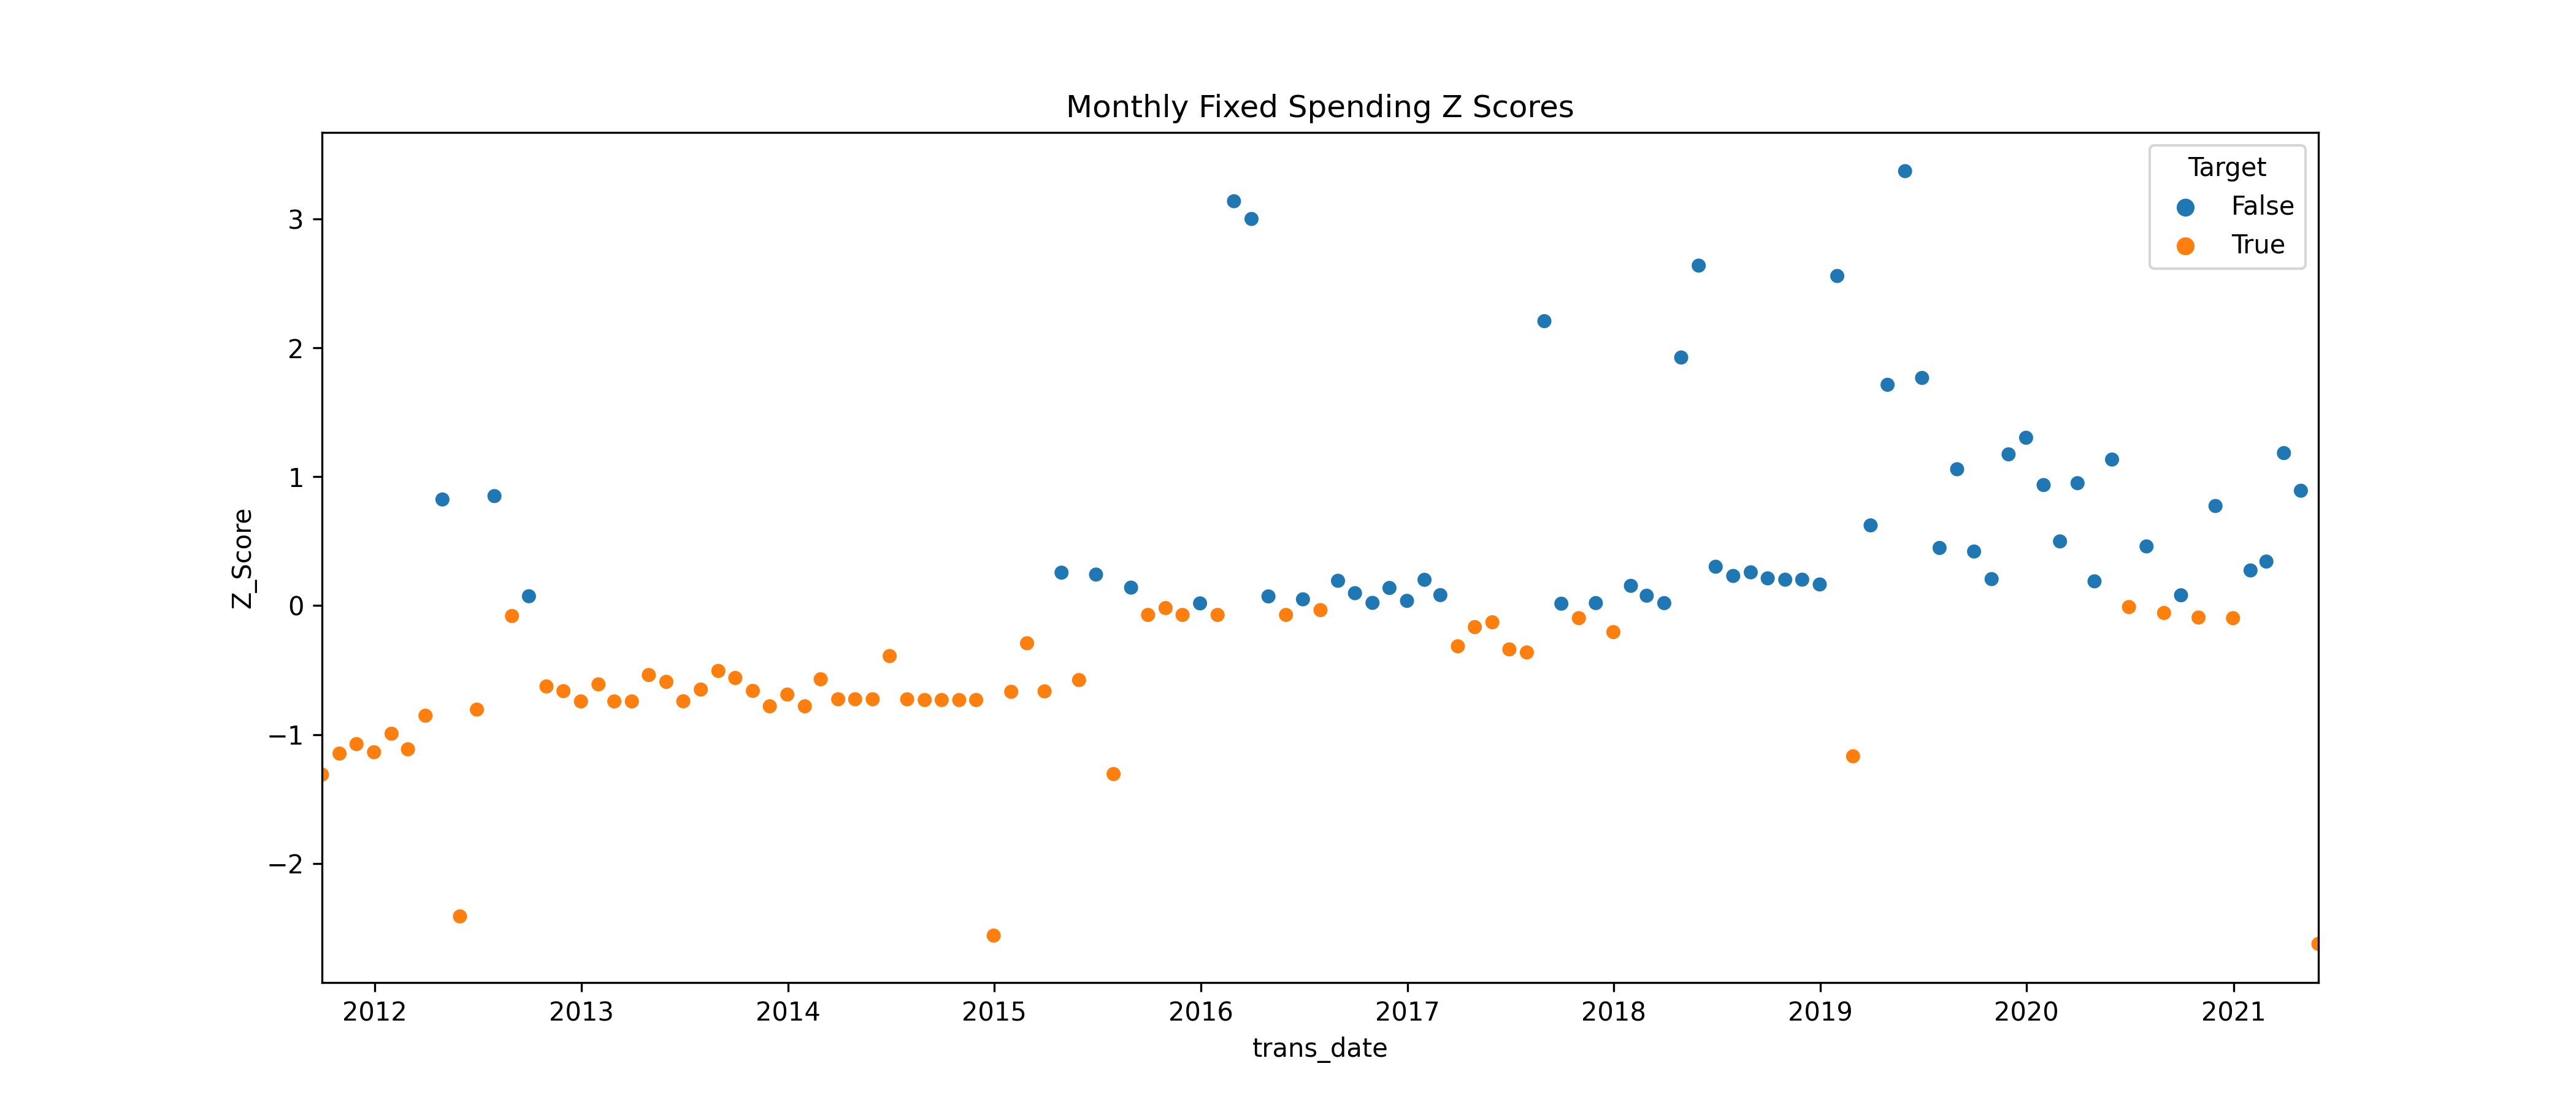 Monthly Fixed Spending Z Scores
Target
False
True
Z_Score
3
2
1
0
−1
−2
2012 2013 2014 2015 2016 2017 2018 2019 2020 2021
trans_date